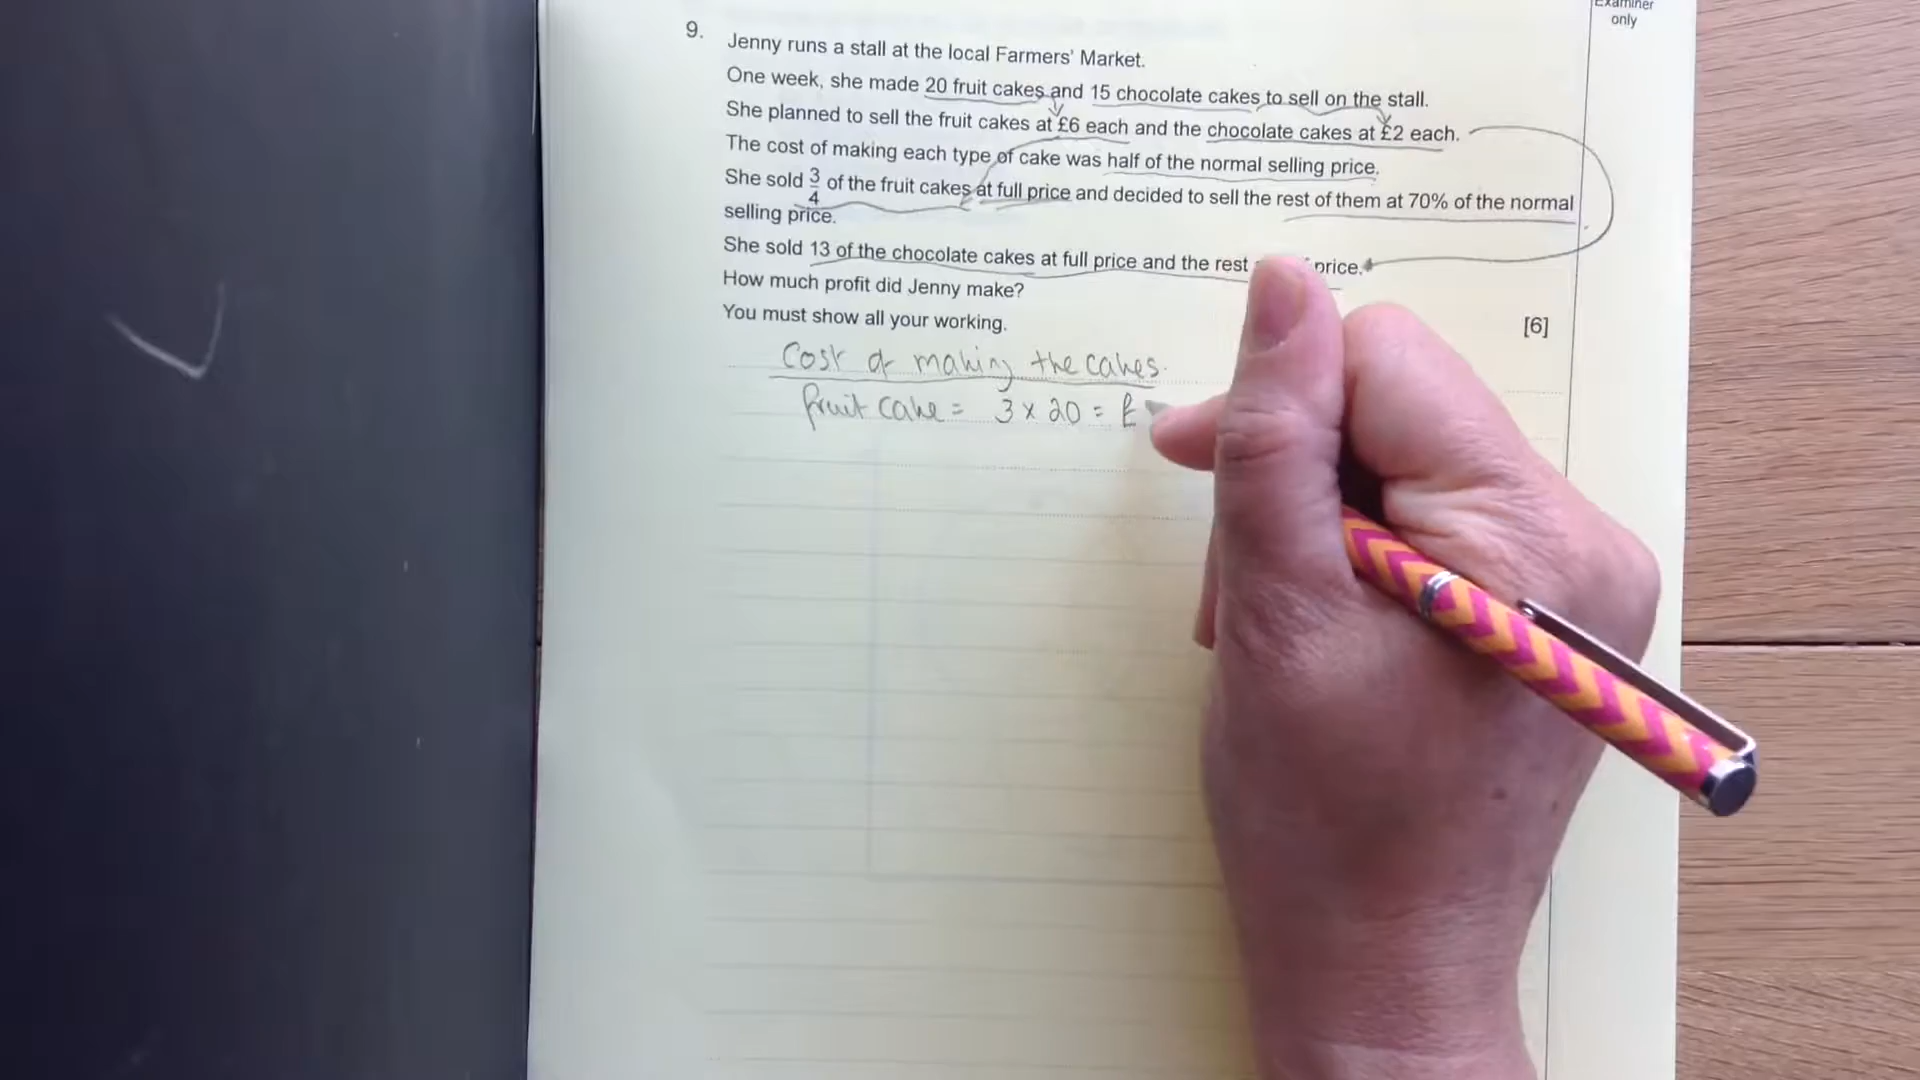 Examiner
only
9.
Jenny runs a stall at the local Farmers' Market.
One week, she made 20 fruit cakes and 15 chocolate cakes to sell on the stall.
She planned to sell the fruit cakes at £6 each and the chocolate cakes at £2 each.
The cost of making each type of cake was half of the normal selling price.
She sold 3/4 of the fruit cakes at full price and decided to sell the rest of them at 70% of the normal
selling price.
She sold 13 of the chocolate cakes at full price and the rest price.
How much profit did Jenny make?
You must show all your working.
[6]
Cost of making the cakes.
fruit cake = 3 x 20 = £